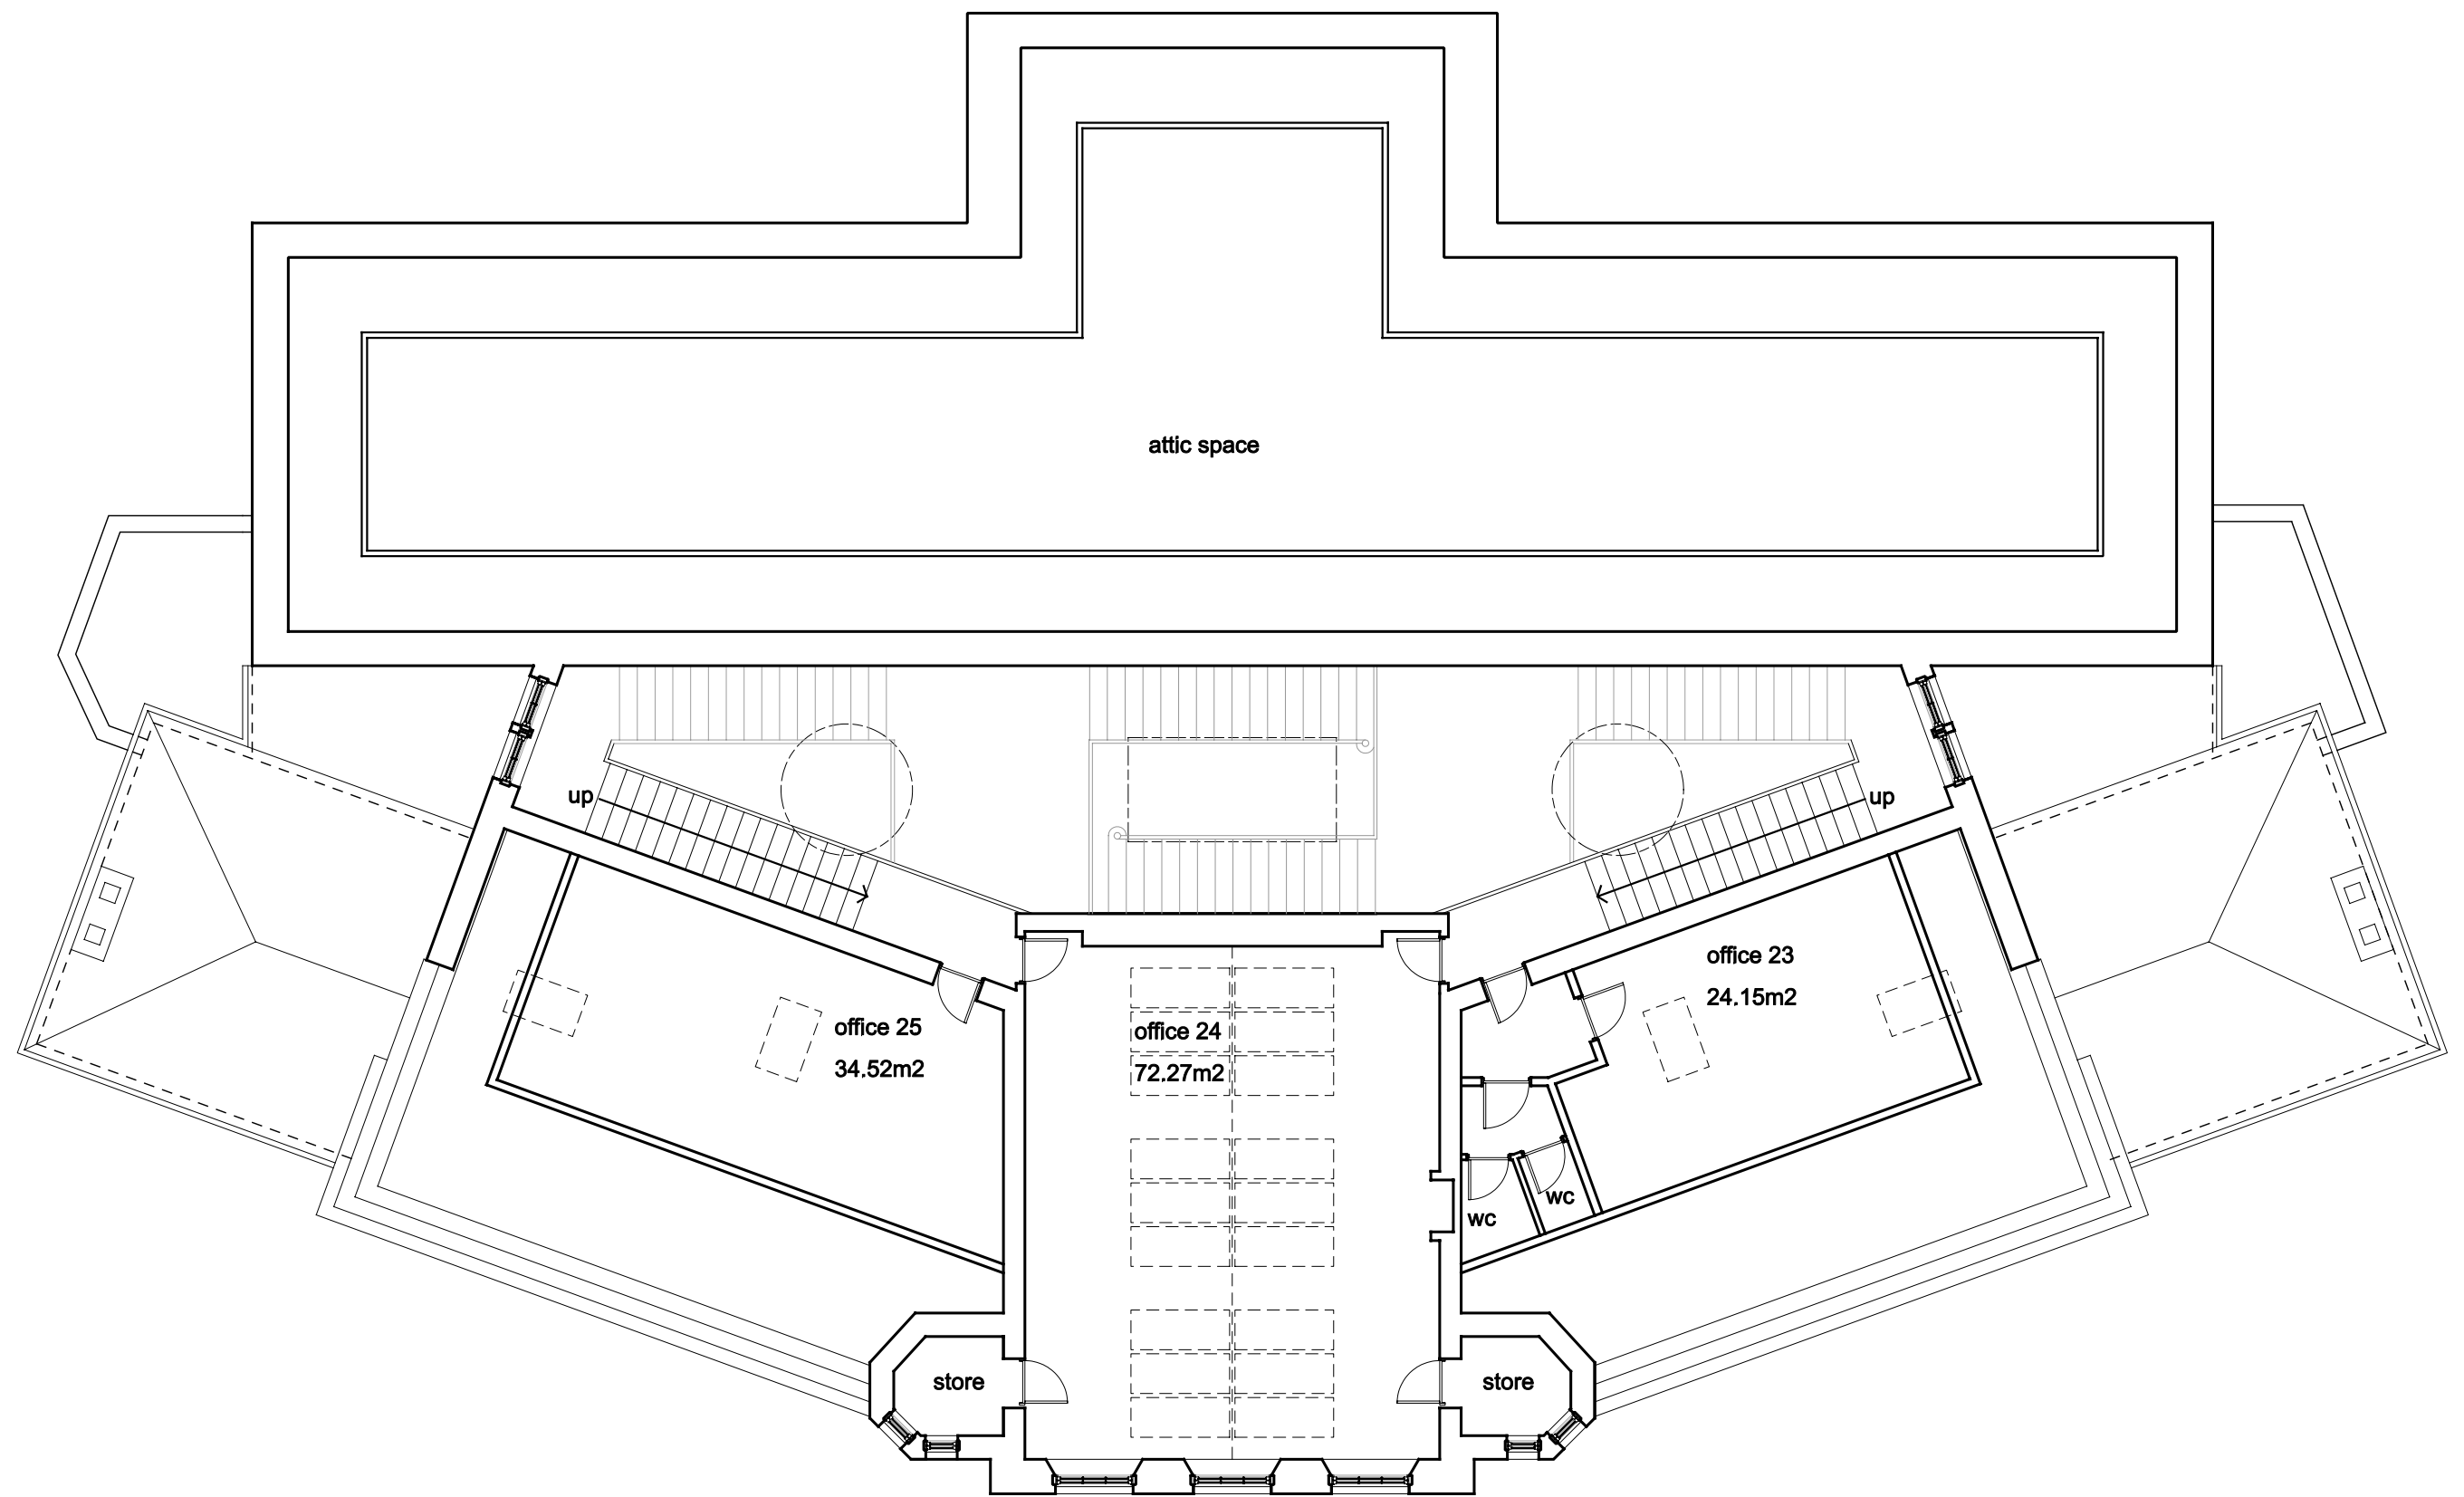 attic space
up
up
office 23
24.15m2
office 25
34.52m2
office 24
72.27m2
wc
wc
store
store